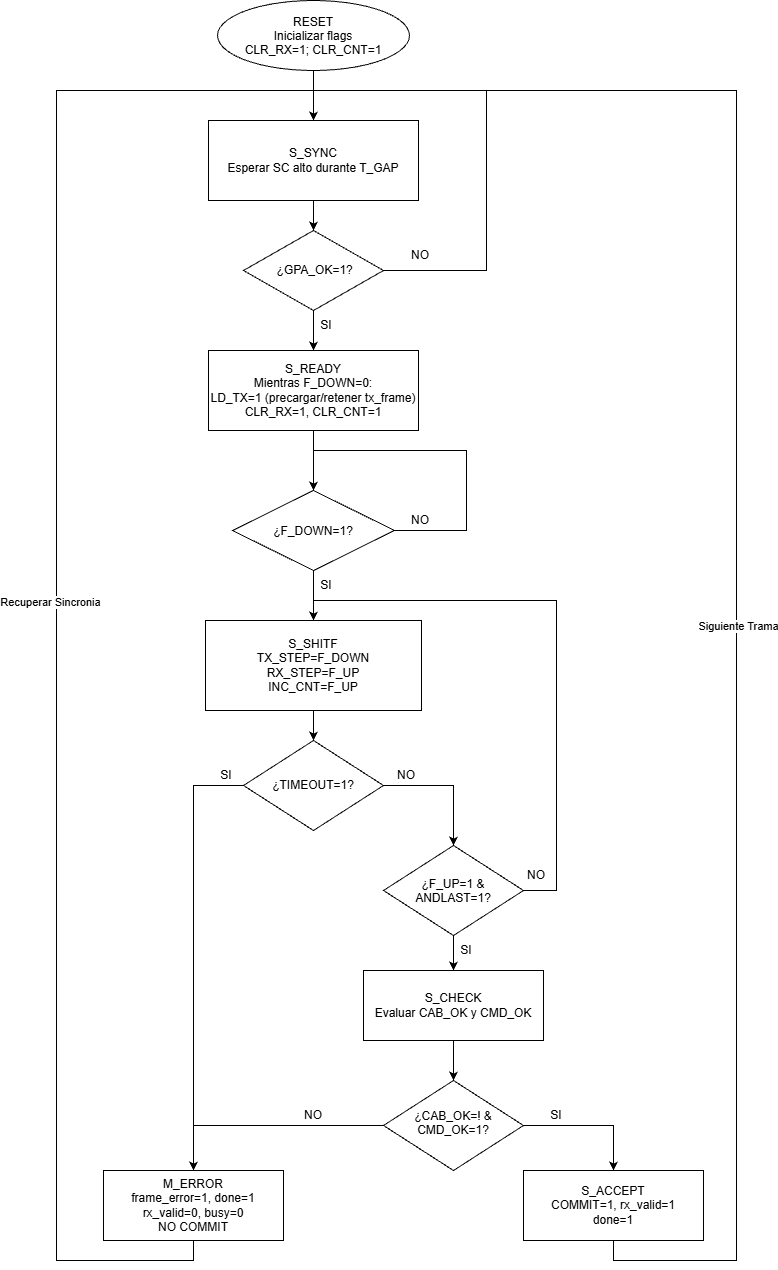 RESET
Inicializar flags
CLR_RX=1; CLR_CNT=1
S_SYNC
Esperar SC alto durante T_GAP
¿GPA_OK=1?
NO
SI
S_READY
Mientras F_DOWN=0:
LD_TX=1 (precargar/retener tx_frame)
CLR_RX=1, CLR_CNT=1
¿F_DOWN=1?
NO
SI
Recuperar Sincronia
Siguiente Trama
S_SHITF
TX_STEP=F_DOWN
RX_STEP=F_UP
INC_CNT=F_UP
SI
¿TIMEOUT=1?
NO
¿F_UP=1 &
ANDLAST=1?
NO
SI
S_CHECK
Evaluar CAB_OK y CMD_OK
NO
¿CAB_OK=! &
CMD_OK=1?
SI
M_ERROR
frame_error=1, done=1
rx_valid=0, busy=0
NO COMMIT
S_ACCEPT
COMMIT=1, rx_valid=1
done=1